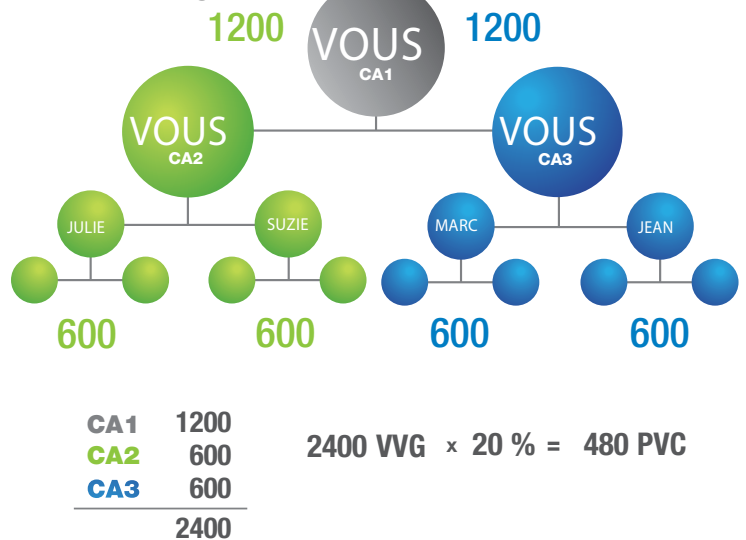 1200 1200
VOUS
CA1
VOUS VOUS
CA2 CA3
JULIE SUZIE MARC JEAN
600 600 600 600
CA1 1200
CA2 600
CA3 600
2400
2400 VVG x 20 % = 480 PVC